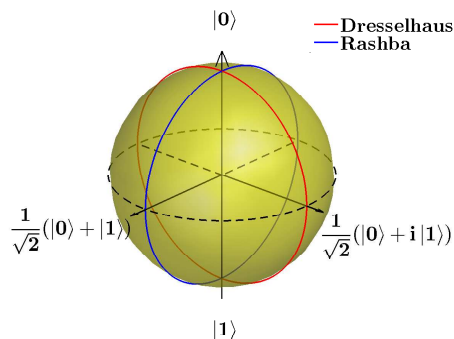 |0⟩
Dresselhaus
Rashba
1/√2(|0⟩ + |1⟩)
1/√2(|0⟩ + i|1⟩)
|1⟩